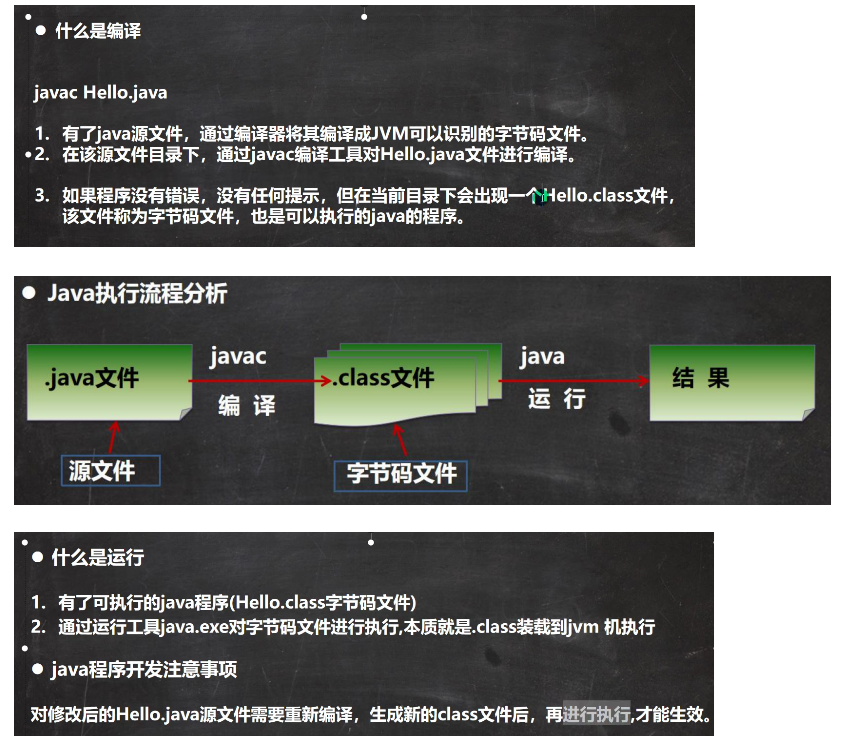 ● 什么是编译
javac Hello.java
1. 有了java源文件，通过编译器将其编译成JVM可以识别的字节码文件。
2. 在该源文件目录下，通过javac编译工具对Hello.java文件进行编译。
3. 如果程序没有错误，没有任何提示，但在当前目录下会出现一个Hello.class文件，
该文件称为字节码文件，也是可以执行的java的程序。
● Java执行流程分析
javac
java
.java文件
.class文件
结 果
编 译
运 行
源文件
字节码文件
● 什么是运行
1. 有了可执行的java程序(Hello.class字节码文件)
2. 通过运行工具java.exe对字节码文件进行执行,本质就是.class装载到jvm 机执行
● java程序开发注意事项
对修改后的Hello.java源文件需要重新编译，生成新的class文件后，再进行执行,才能生效。